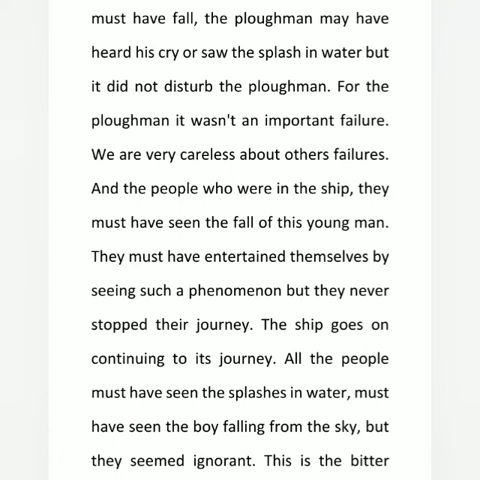 must have fall, the ploughman may have
heard his cry or saw the splash in water but
it did not disturb the ploughman. For the
ploughman it wasn't an important failure.
We are very careless about others failures.
And the people who were in the ship, they
must have seen the fall of this young man.
They must have entertained themselves by
seeing such a phenomenon but they never
stopped their journey. The ship goes on
continuing to its journey. All the people
must have seen the splashes in water, must
have seen the boy falling from the sky, but
they seemed ignorant. This is the bitter